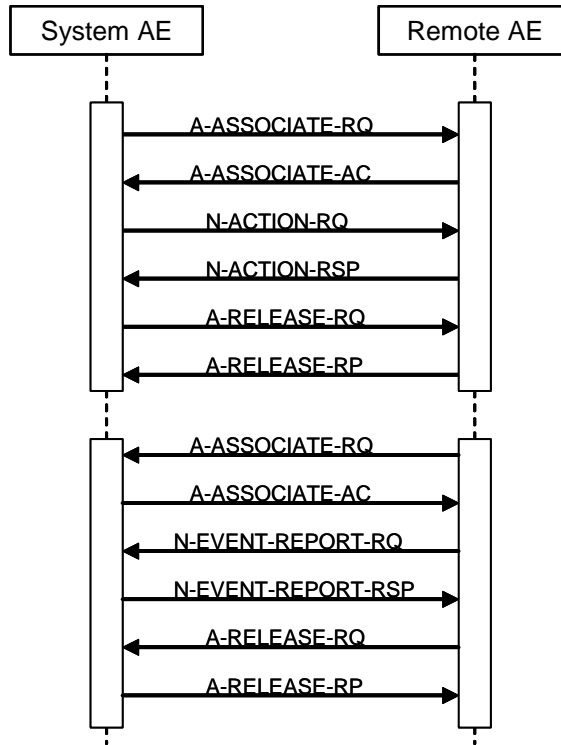 System AE
Remote AE
A-ASSOCIATE-RQ
A-ASSOCIATE-AC
N-ACTION-RQ
N-ACTION-RSP
A-RELEASE-RQ
A-RELEASE-RP
A-ASSOCIATE-RQ
A-ASSOCIATE-AC
N-EVENT-REPORT-RQ
N-EVENT-REPORT-RSP
A-RELEASE-RQ
A-RELEASE-RP